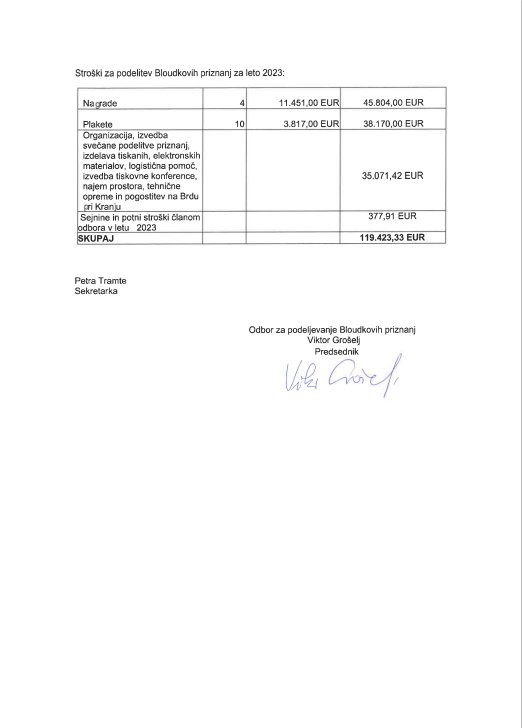 Stroški za podelitev Bloudkovih priznanj za leto 2023:
Nagrade 4 11.451,00 EUR 45.804,00 EUR
Plakete 10 3.817,00 EUR 38.170,00 EUR
Organizacija, izvedba
svečane podelitve priznanj,
izdelava tiskanih, elektronskih
materialov, logistična pomoč,
izvedba tiskovne konference,
najem prostora, tehnične
opreme in pogostitev na Brdu
pri Kranju
35.071,42 EUR
Sejnine in potni stroški članom
odbora v letu 2023
377,91 EUR
SKUPAJ 119.423,33 EUR
Petra Tramte
Sekretarka
Odbor za podeljevanje Bloudkovih priznanj
Viktor Grošelj
Predsednik